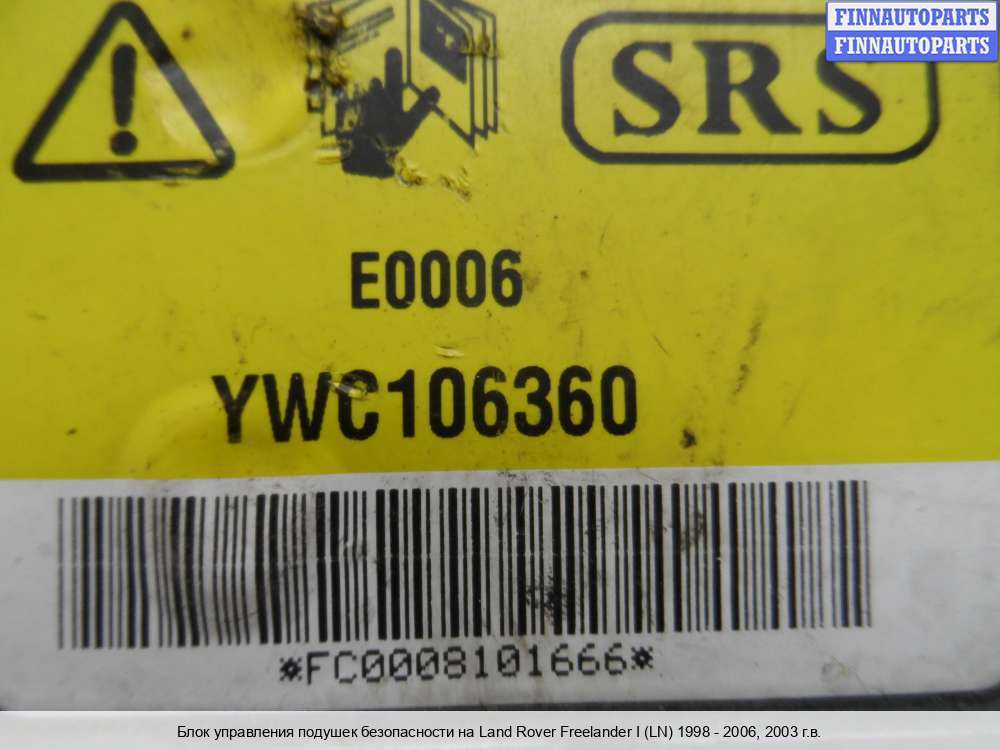 FINNAUTOPARTS
FINNAUTOPARTS
SRS
E0006
YWC106360
*FC0008101666*
Блок управления подушек безопасности на Land Rover Freelander I (LN) 1998 - 2006, 2003 г.в.